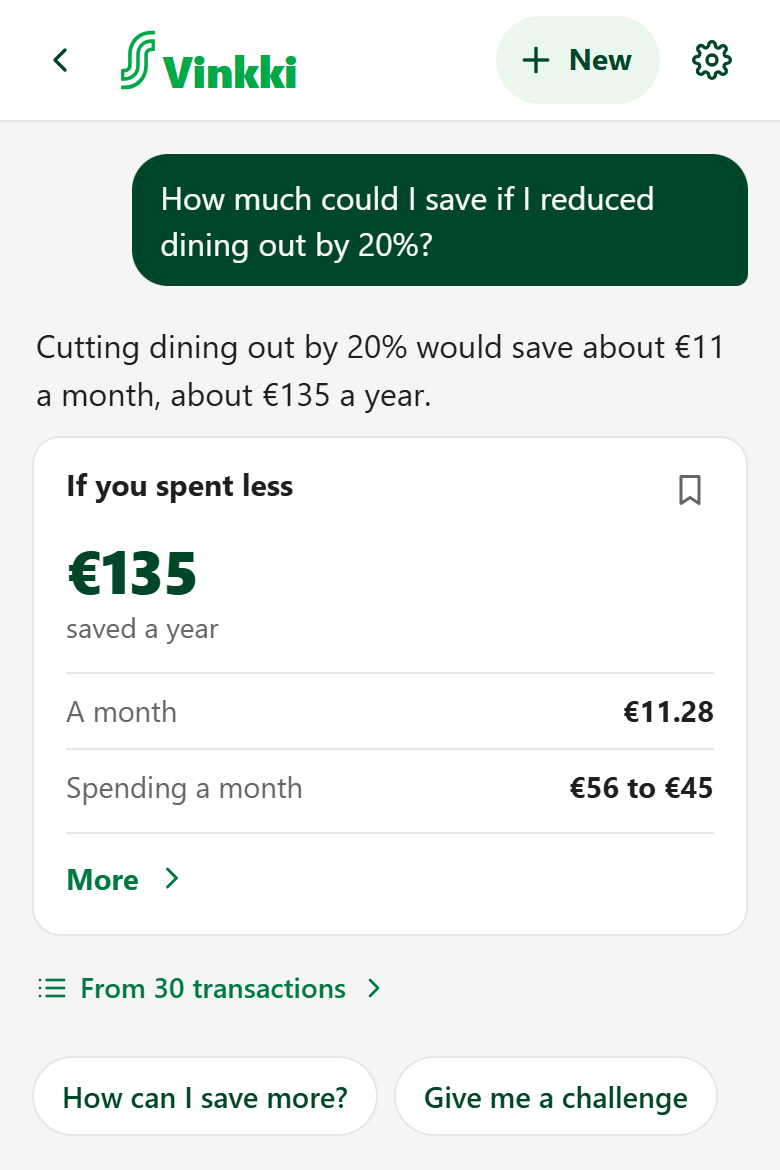 Vinkki
New
How much could I save if I reduced
dining out by 20%?
Cutting dining out by 20% would save about €11
a month, about €135 a year.
If you spent less
€135
saved a year
A month €11.28
Spending a month €56 to €45
More
From 30 transactions
How can I save more? Give me a challenge